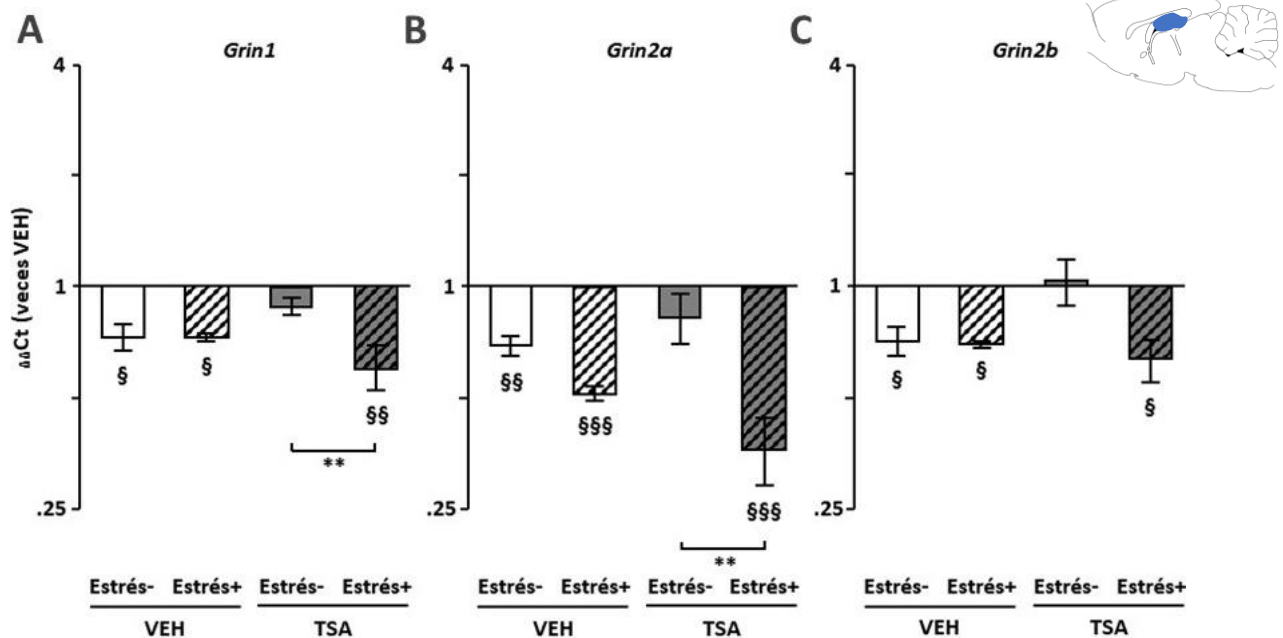 A
Grin1
4
1
.25
ΔΔCt (veces VEH)
§
§
§§
**
Estrés- Estrés+ Estrés- Estrés+
VEH TSA
B
Grin2a
4
1
.25
§§
§§§
§§§
**
Estrés- Estrés+ Estrés- Estrés+
VEH TSA
C
Grin2b
4
1
.25
§
§
§
Estrés- Estrés+ Estrés- Estrés+
VEH TSA